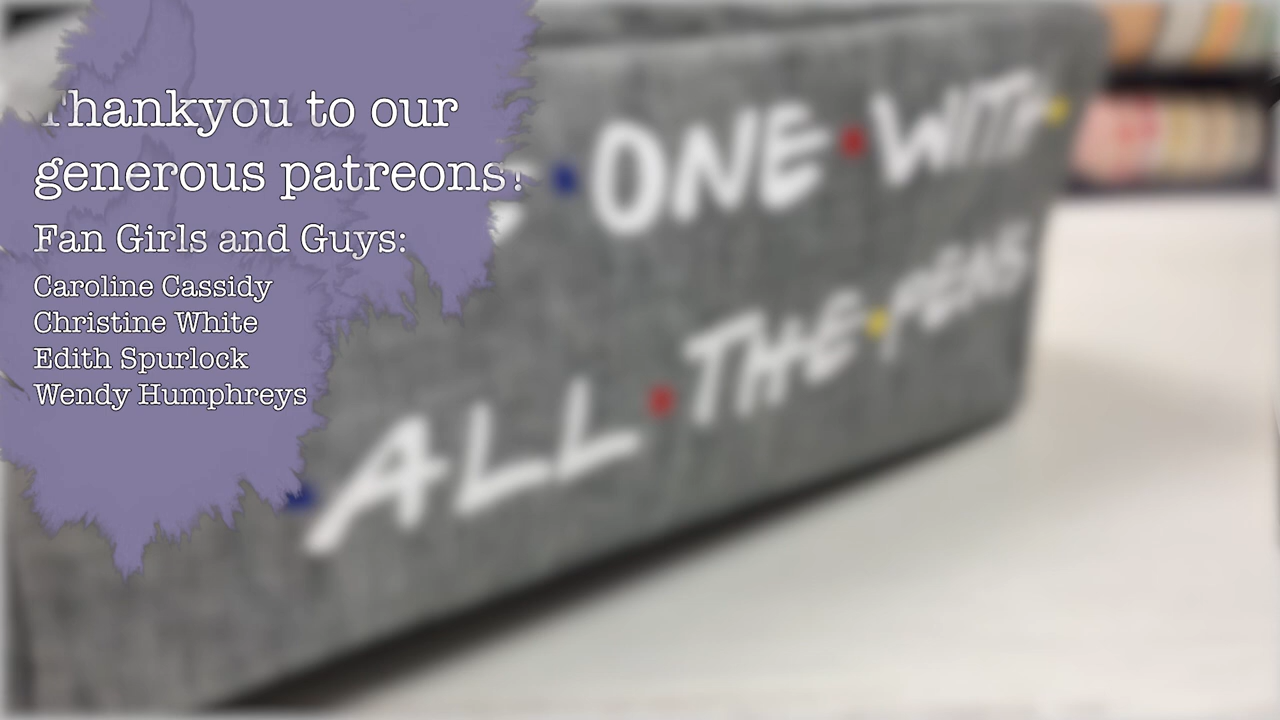 Thankyou to our
generous patreons!
Fan Girls and Guys:
Caroline Cassidy
Christine White
Edith Spurlock
Wendy Humphreys
ONE • WITH •
ALL • THE • PENS